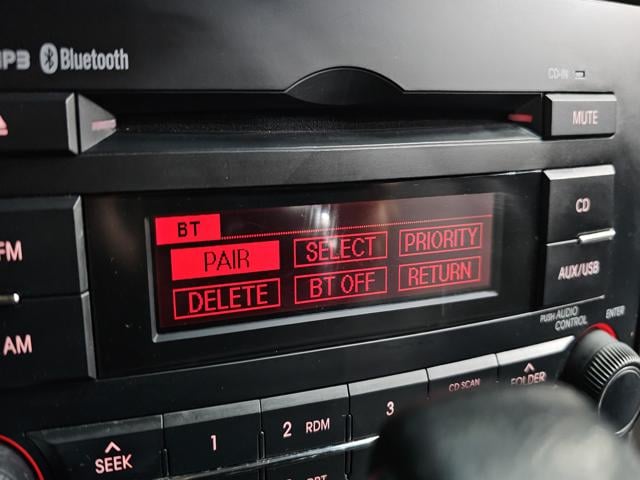 MP3 Bluetooth
CD-IN
MUTE
FM
AM
BT
PAIR SELECT PRIORITY
DELETE BT OFF RETURN
CD
AUX/USB
PUSH AUDIO CONTROL
ENTER
SEEK
1
2 RDM
3
CD SCAN
FOLDER